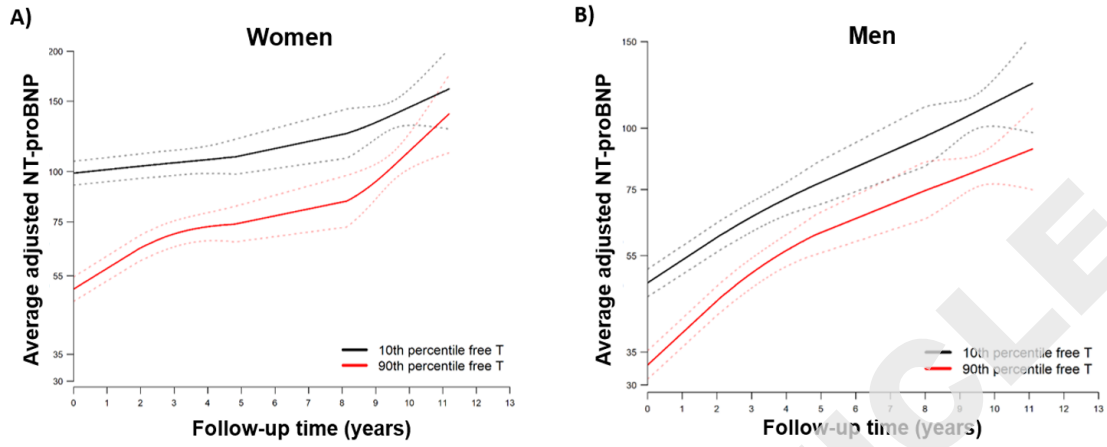 A)
Women
Average adjusted NT-proBNP
200
150
100
75
55
35
30
10th percentile free T
90th percentile free T
0 1 2 3 4 5 6 7 8 9 10 11 12 13
Follow-up time (years)
B)
Men
Average adjusted NT-proBNP
150
100
75
55
35
30
10th percentile free T
90th percentile free T
0 1 2 3 4 5 6 7 8 9 10 11 12 13
Follow-up time (years)
CLE